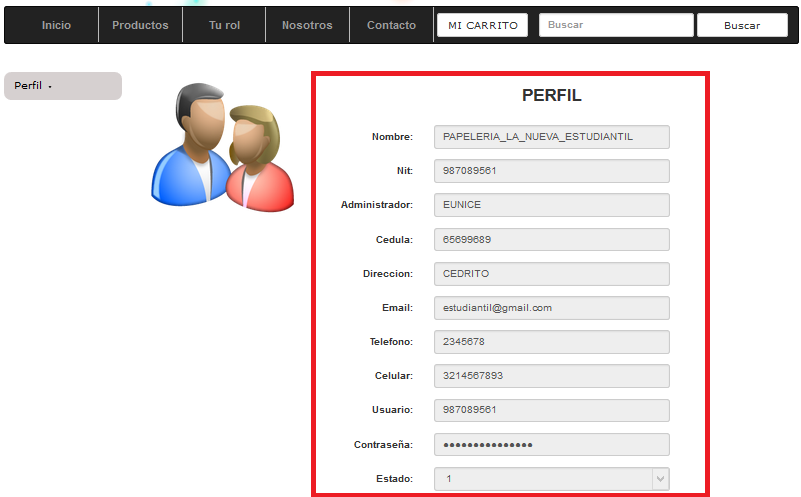 Inicio Productos Tu rol Nosotros Contacto MI CARRITO Buscar Buscar
Perfil
PERFIL
Nombre: PAPELERIA_LA_NUEVA_ESTUDIANTIL
Nit: 987089561
Administrador: EUNICE
Cedula: 65699689
Direccion: CEDRITO
Email: estudiantil@gmail.com
Telefono: 2345678
Celular: 3214567893
Usuario: 987089561
Contraseña: ●●●●●●●●●●●●●●●
Estado: 1